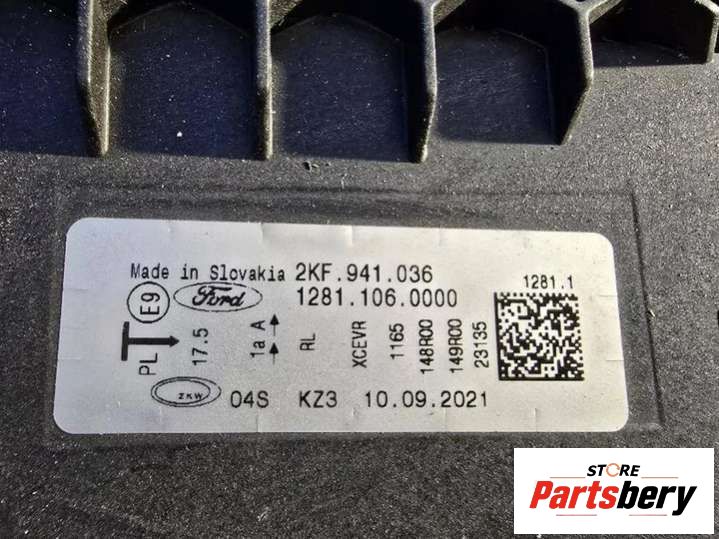 Made in Slovakia 2KF.941.036
E9 Ford 1281.106.0000
1281.1
PL T 17.5 1a A RL XCEVR 1165 148R00 149R00 23135
ZKW 04S KZ3 10.09.2021
STORE
Partsbery